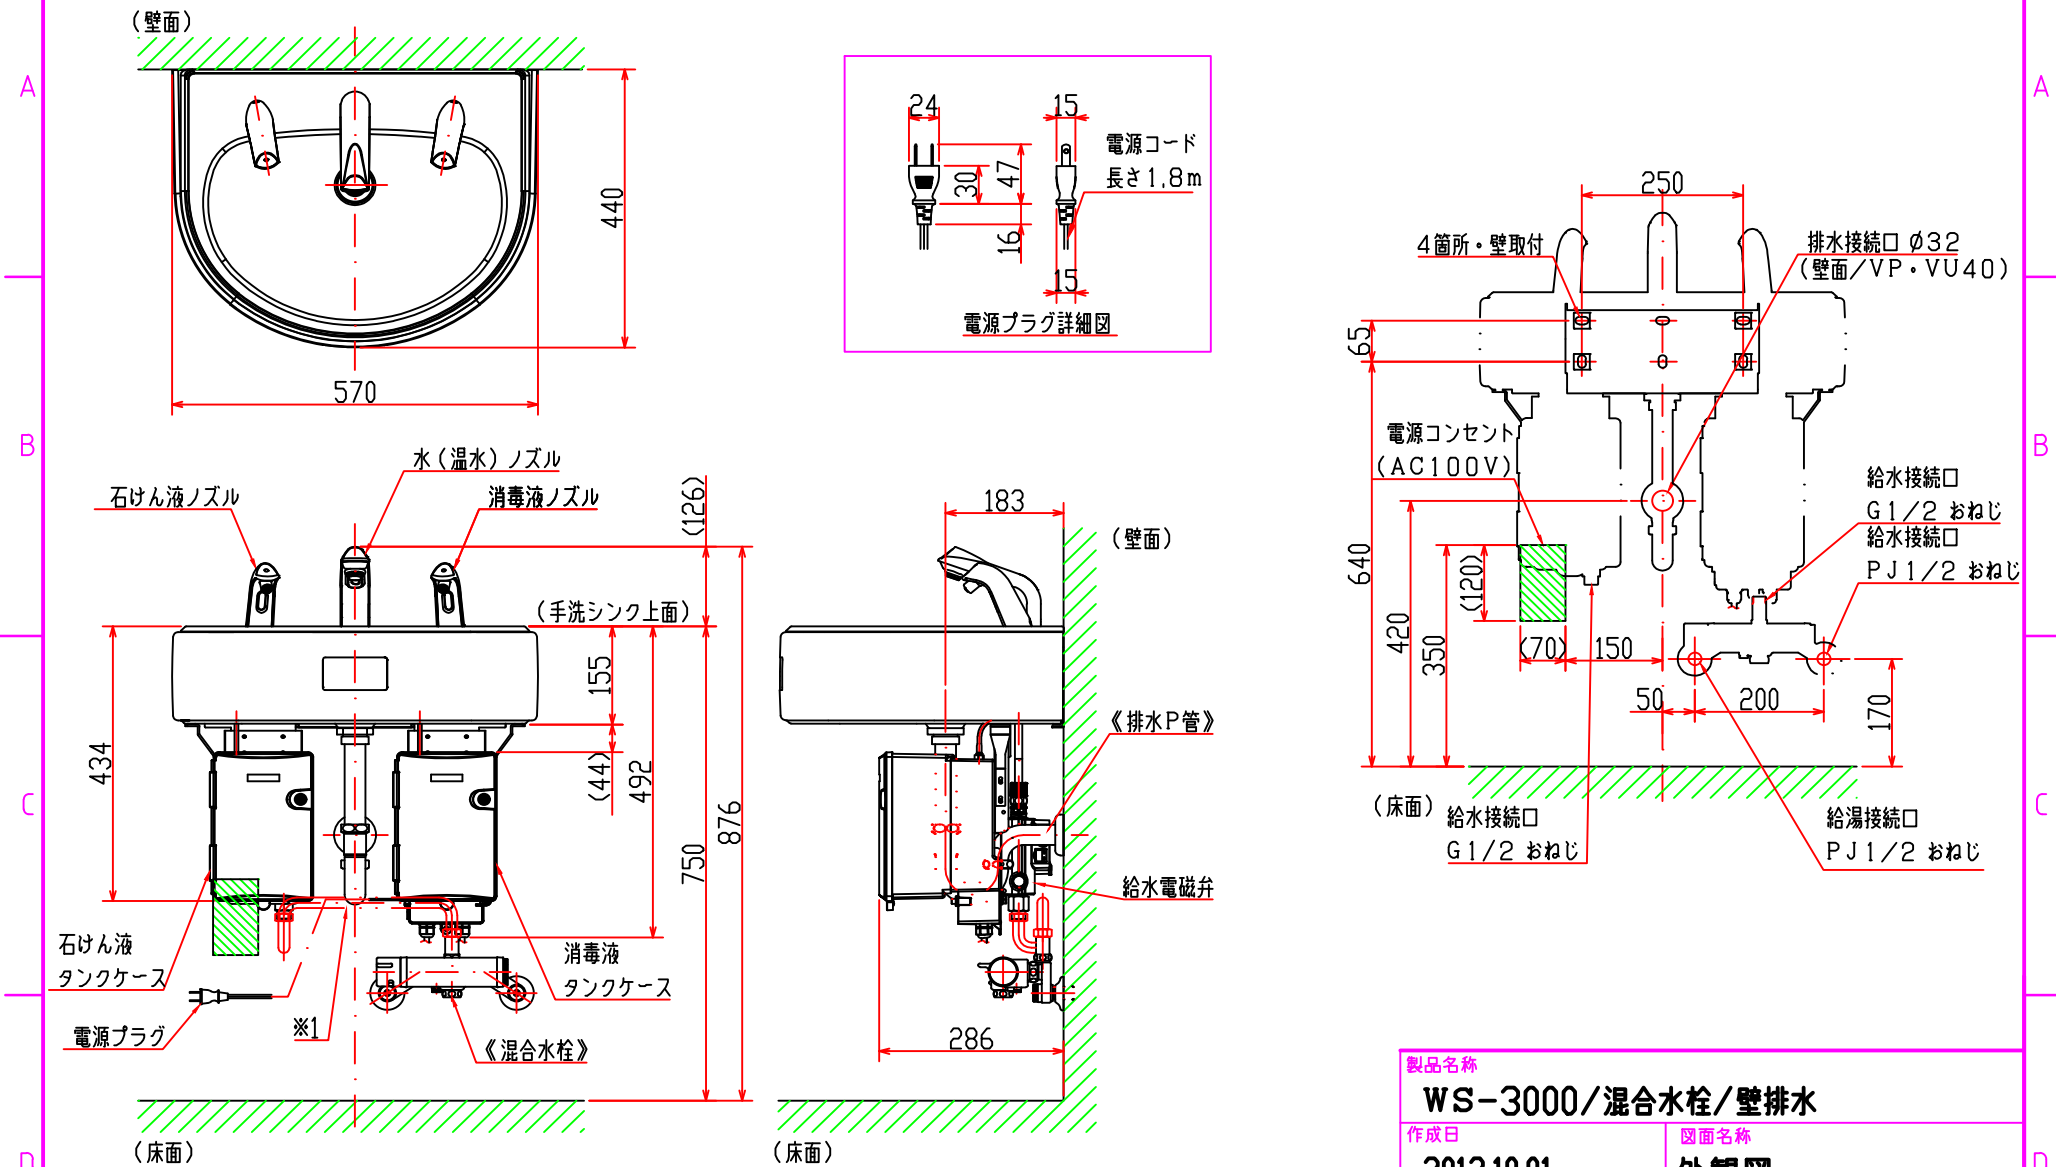 (壁面)
A
A
440
570
24
15
電源コード
長さ1.8m
30
47
16
15
電源プラグ詳細図
250
4箇所・壁取付
排水接続口 Ø32
(壁面/VP・VU40)
65
640
電源コンセント
(AC100V)
B
B
給水接続口
G1/2 おねじ
給水接続口
PJ1/2 おねじ
420
350
(120)
(70)
150
50
200
170
(床面)
給水接続口
G1/2 おねじ
給湯接続口
PJ1/2 おねじ
水(温水)ノズル
石けん液ノズル
消毒液ノズル
(126)
(手洗シンク上面)
434
155
(44)
492
750
876
183
(壁面)
《排水P管》
給水電磁弁
286
C
C
石けん液
タンクケース
消毒液
タンクケース
電源プラグ
※1
《混合水栓》
(床面)
(床面)
製品名称
WS-3000/混合水栓/壁排水
作成日
図面名称
2012.10.01
外観図
D
D